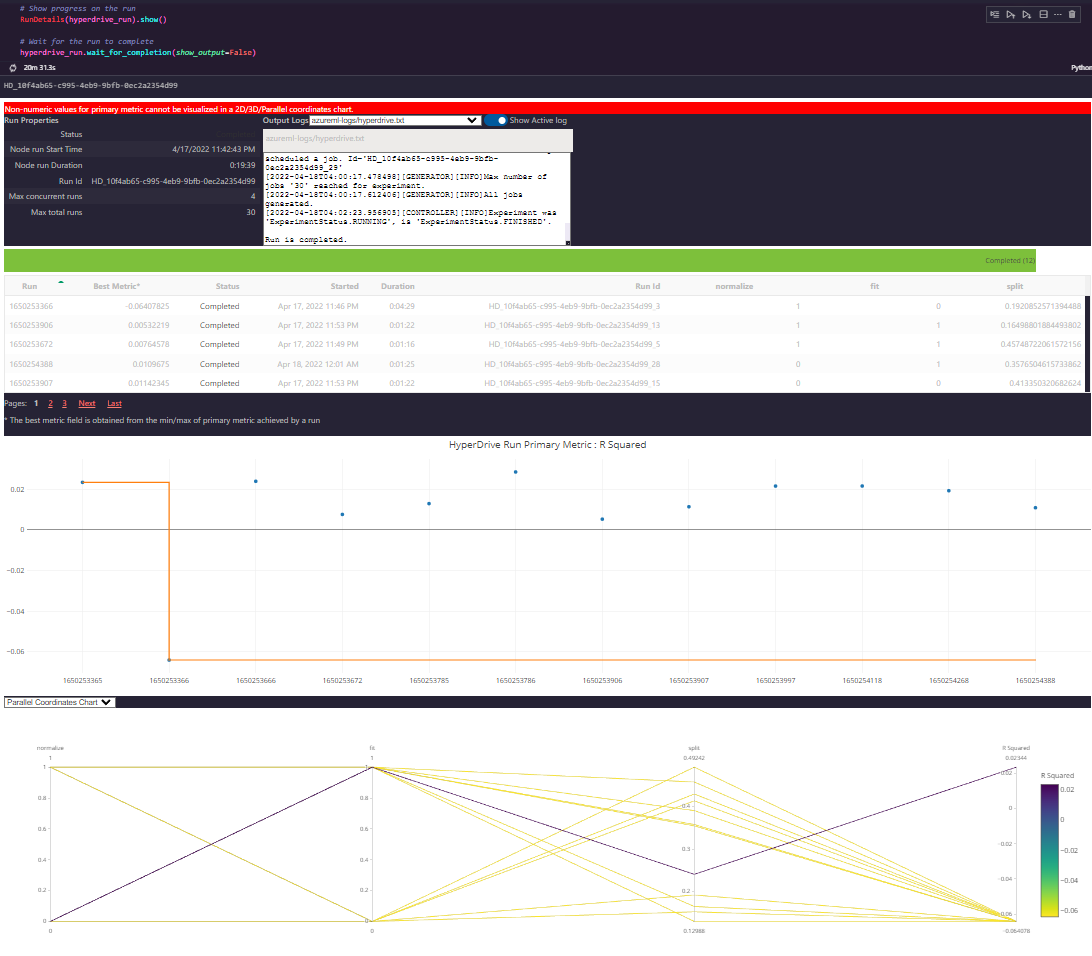 # Show progress on the run
RunDetails(hyperdrive_run).show()
# Wait for the run to complete
hyperdrive_run.wait_for_completion(show_output=False)
20m 31.3s
Python
HD_10f4ab65-c995-4eb9-9bfb-0ec2a2354d99
Non-numeric values for primary metric cannot be visualized in a 2D/3D/Parallel coordinates chart.
Run Properties
Status
Node run Start Time 4/17/2022 11:42:43 PM
Node run Duration 0:19:39
Run Id HD_10f4ab65-c995-4eb9-9bfb-0ec2a2354d99
Max concurrent runs 4
Max total runs 30
Output Logs azureml-logs/hyperdrive.txt Show Active log
azureml-logs/hyperdrive.txt
scheduled a job. Id='HD_10f4ab65-c995-4eb9-9bfb-
0ec2a2354d99_29'
[2022-04-18T04:00:17.478498][GENERATOR][INFO]Max number of
jobs '30' reached for experiment.
[2022-04-18T04:00:17.612406][GENERATOR][INFO]All jobs
generated.
[2022-04-18T04:02:23.956905][CONTROLLER][INFO]Experiment was
'ExperimentStatus.RUNNING', is 'ExperimentStatus.FINISHED'.
Run is completed.
Completed (12)
Run Best Metric* Status Started Duration Run Id normalize fit split
1650253366 -0.06407825 Completed Apr 17, 2022 11:46 PM 0:04:29 HD_10f4ab65-c995-4eb9-9bfb-0ec2a2354d99_3 1 0 0.1920852571394488
1650253906 0.00532219 Completed Apr 17, 2022 11:53 PM 0:01:22 HD_10f4ab65-c995-4eb9-9bfb-0ec2a2354d99_13 1 1 0.16498801884493802
1650253672 0.00764578 Completed Apr 17, 2022 11:49 PM 0:01:16 HD_10f4ab65-c995-4eb9-9bfb-0ec2a2354d99_5 1 1 0.45748722061572156
1650254388 0.0109675 Completed Apr 18, 2022 12:01 AM 0:01:25 HD_10f4ab65-c995-4eb9-9bfb-0ec2a2354d99_28 0 1 0.3576504615733862
1650253907 0.01142345 Completed Apr 17, 2022 11:53 PM 0:01:22 HD_10f4ab65-c995-4eb9-9bfb-0ec2a2354d99_15 0 0 0.413350320682624
Pages: 1 2 3 Next Last
* The best metric field is obtained from the min/max of primary metric achieved by a run
HyperDrive Run Primary Metric : R Squared
0.02
0
−0.02
−0.04
−0.06
1650253365 1650253366 1650253666 1650253672 1650253785 1650253786 1650253906 1650253907 1650253997 1650254118 1650254268 1650254388
Parallel Coordinates Chart
normalize fit split R Squared
1 1 0.49242 0.02344
1 1 0.02
0.8 0.8 0.4 0
0.6 0.6 0.3 −0.02
0.4 0.4 −0.04
0.2 0.2 0.2 −0.06
0 0
0 0 0.12988 -0.064078
R Squared
0.02
0
−0.02
−0.04
−0.06